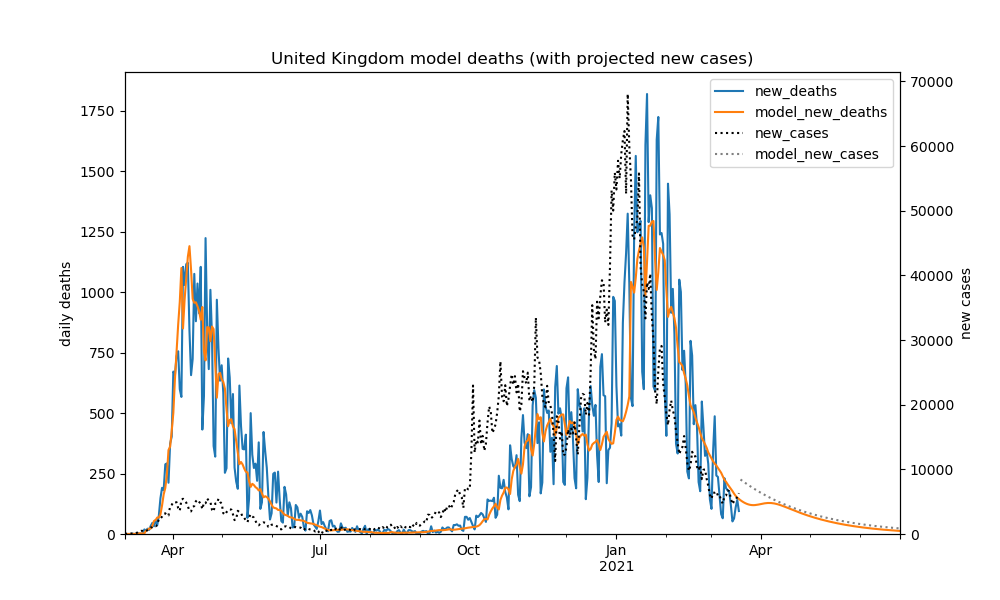 United Kingdom model deaths (with projected new cases)
new_deaths
model_new_deaths
new_cases
model_new_cases
daily deaths
1750
1500
1250
1000
750
500
250
0
70000
60000
50000
40000
30000
20000
10000
0
new cases
Apr
Jul
Oct
Jan
2021
Apr